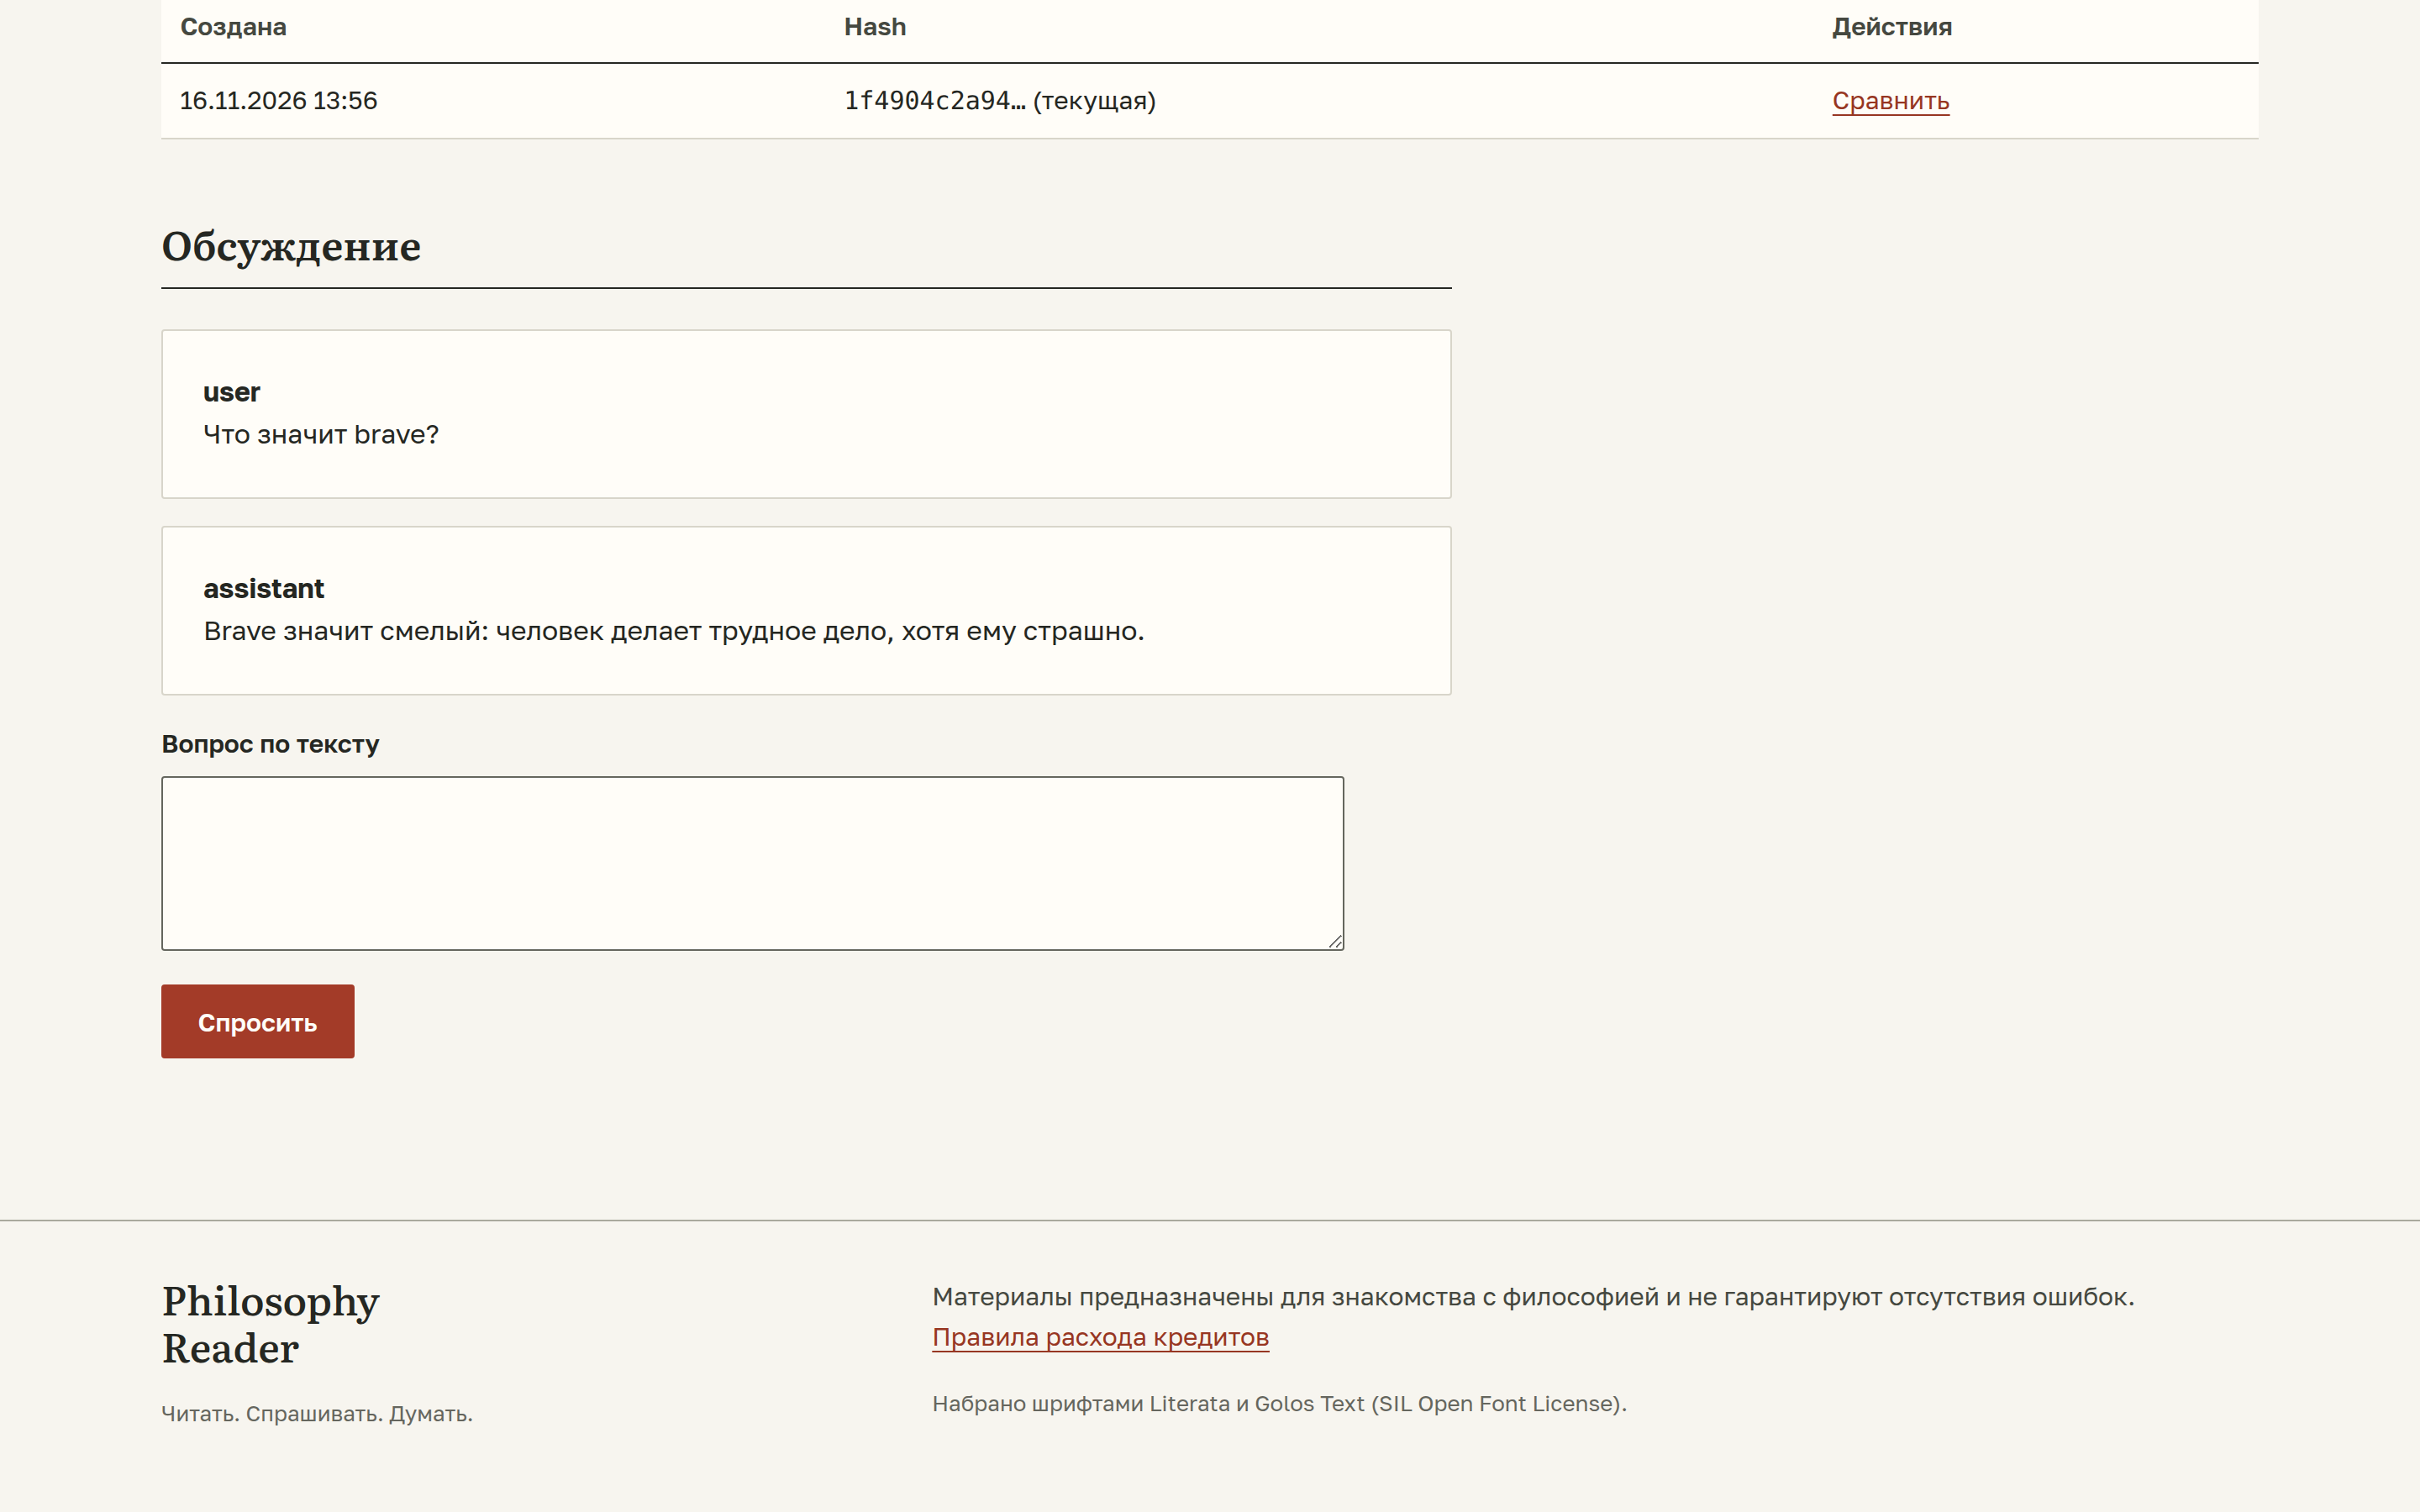 Создана Hash Действия
16.11.2026 13:56 1f4904c2a94… (текущая) Сравнить
Обсуждение
user
Что значит brave?
assistant
Brave значит смелый: человек делает трудное дело, хотя ему страшно.
Вопрос по тексту
Спросить
Philosophy
Reader
Читать. Спрашивать. Думать.
Материалы предназначены для знакомства с философией и не гарантируют отсутствия ошибок.
Правила расхода кредитов
Набрано шрифтами Literata и Golos Text (SIL Open Font License).